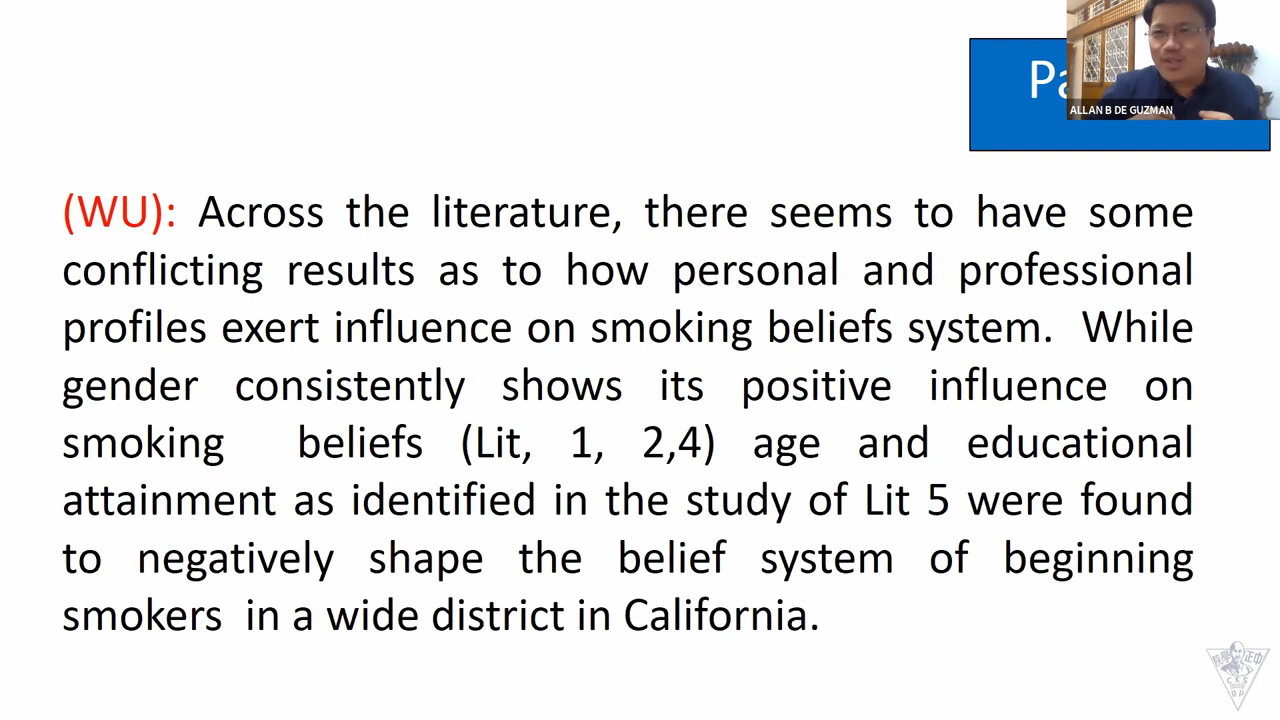 ALLAN B DE GUZMAN
(WU): Across the literature, there seems to have some
conflicting results as to how personal and professional
profiles exert influence on smoking beliefs system. While
gender consistently shows its positive influence on
smoking beliefs (Lit, 1, 2,4) age and educational
attainment as identified in the study of Lit 5 were found
to negatively shape the belief system of beginning
smokers in a wide district in California.